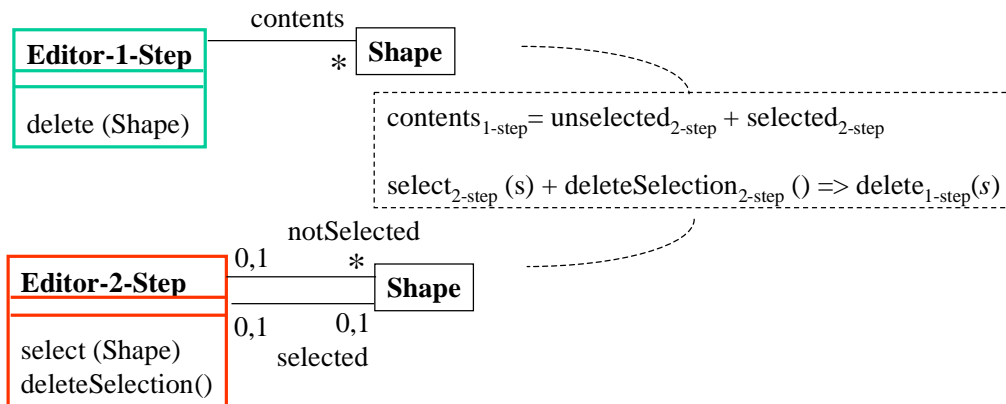 contents
Editor-1-Step
Shape
*
delete (Shape)
contents1-step= unselected2-step + selected2-step
select2-step (s) + deleteSelection2-step () => delete1-step(s)
notSelected
0,1
*
Editor-2-Step
Shape
0,1
0,1
selected
select (Shape)
deleteSelection()